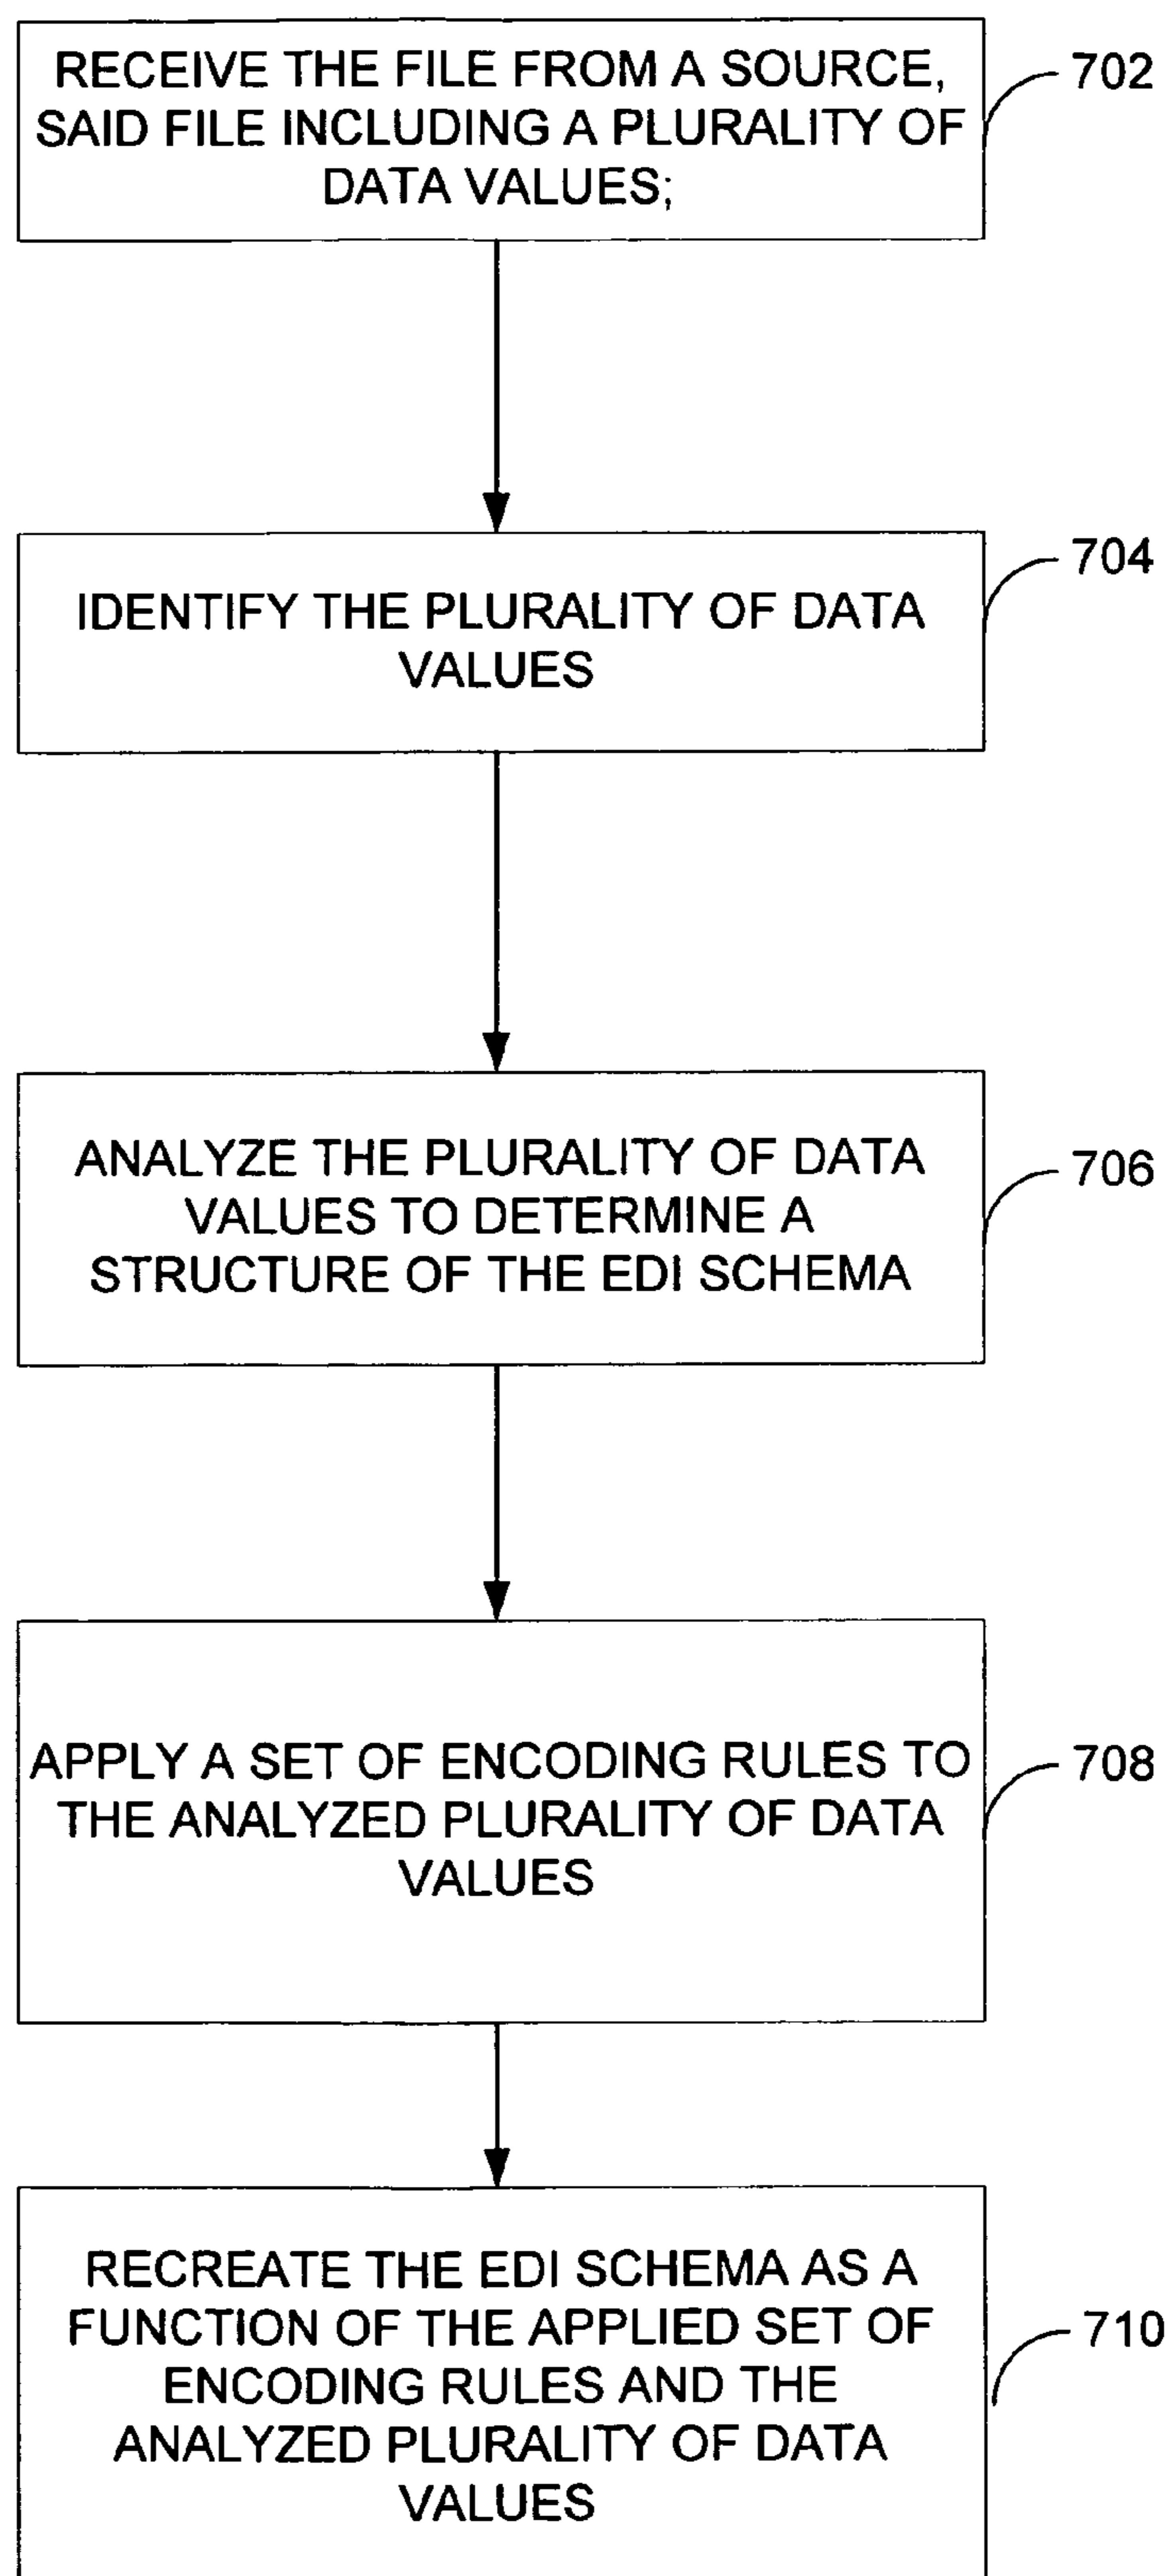 RECEIVE THE FILE FROM A SOURCE,
SAID FILE INCLUDING A PLURALITY OF
DATA VALUES;
702
IDENTIFY THE PLURALITY OF DATA
VALUES
704
ANALYZE THE PLURALITY OF DATA
VALUES TO DETERMINE A
STRUCTURE OF THE EDI SCHEMA
706
APPLY A SET OF ENCODING RULES TO
THE ANALYZED PLURALITY OF DATA
VALUES
708
RECREATE THE EDI SCHEMA AS A
FUNCTION OF THE APPLIED SET OF
ENCODING RULES AND THE
ANALYZED PLURALITY OF DATA
VALUES
710